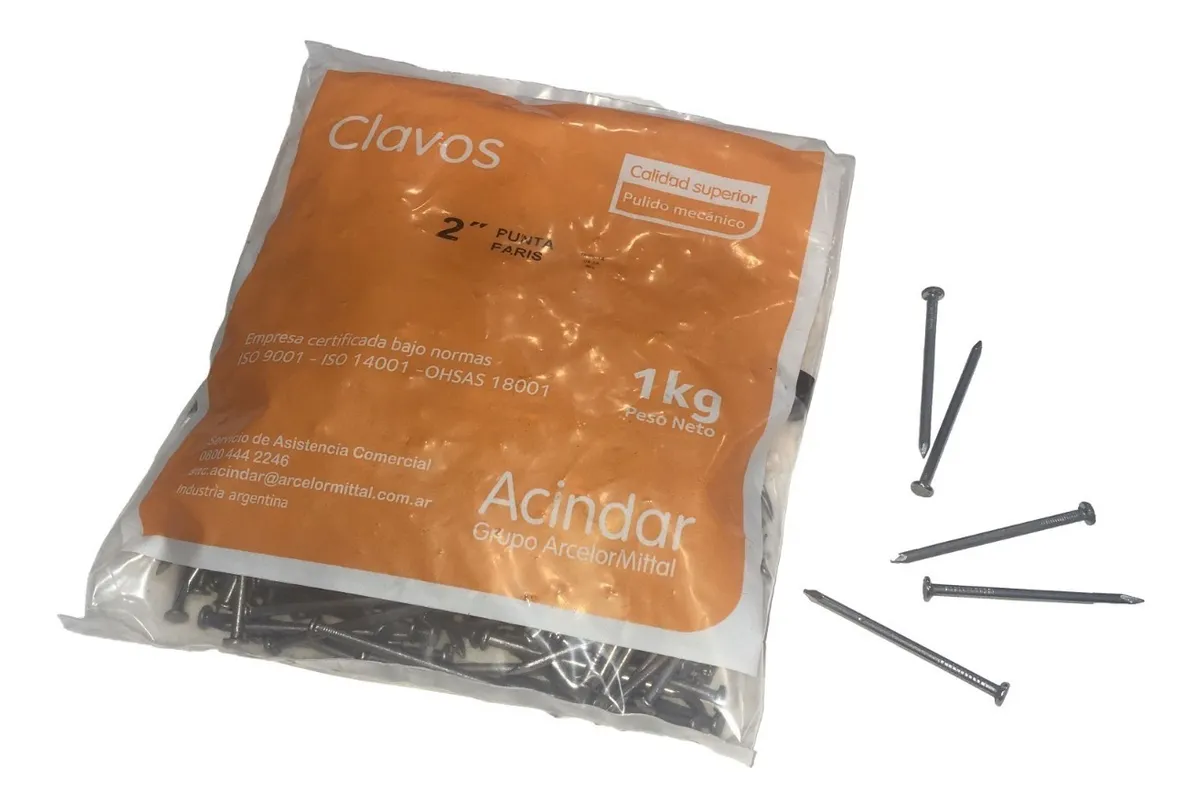 Clavos
Calidad superior
Pulido mecánico
2" PUNTA
PARIS
Empresa certificada bajo normas
ISO 9001 - ISO 14001 -OHSAS 18001
1kg
Peso Neto
Servicio de Asistencia Comercial
0800 444 2246
sac.acindar@arcelormittal.com.ar
Industria argentina
Acindar
Grupo ArcelorMittal